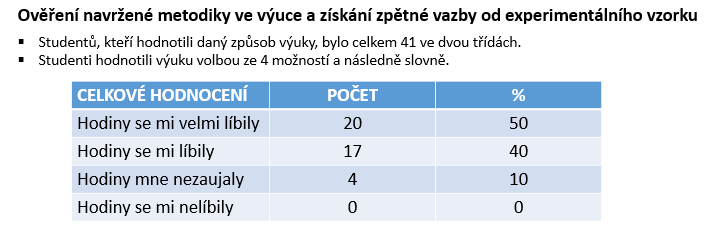 Ověření navržené metodiky ve výuce a získání zpětné vazby od experimentálního vzorku
▪ Studentů, kteří hodnotili daný způsob výuky, bylo celkem 41 ve dvou třídách.
▪ Studenti hodnotili výuku volbou ze 4 možností a následně slovně.
CELKOVÉ HODNOCENÍ POČET %
Hodiny se mi velmi líbily 20 50
Hodiny se mi líbily 17 40
Hodiny mne nezaujaly 4 10
Hodiny se mi nelíbily 0 0